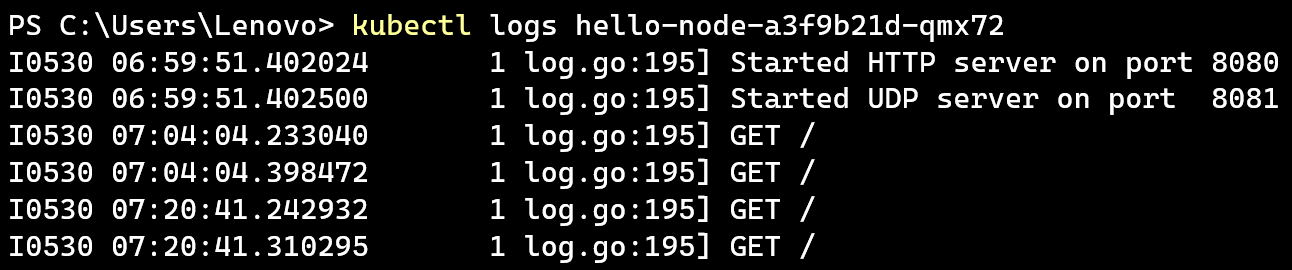 PS C:\Users\Lenovo> kubectl logs hello-node-a3f9b21d-qmx72
I0530 06:59:51.402024       1 log.go:195] Started HTTP server on port 8080
I0530 06:59:51.402500       1 log.go:195] Started UDP server on port  8081
I0530 07:04:04.233040       1 log.go:195] GET /
I0530 07:04:04.398472       1 log.go:195] GET /
I0530 07:20:41.242932       1 log.go:195] GET /
I0530 07:20:41.310295       1 log.go:195] GET /